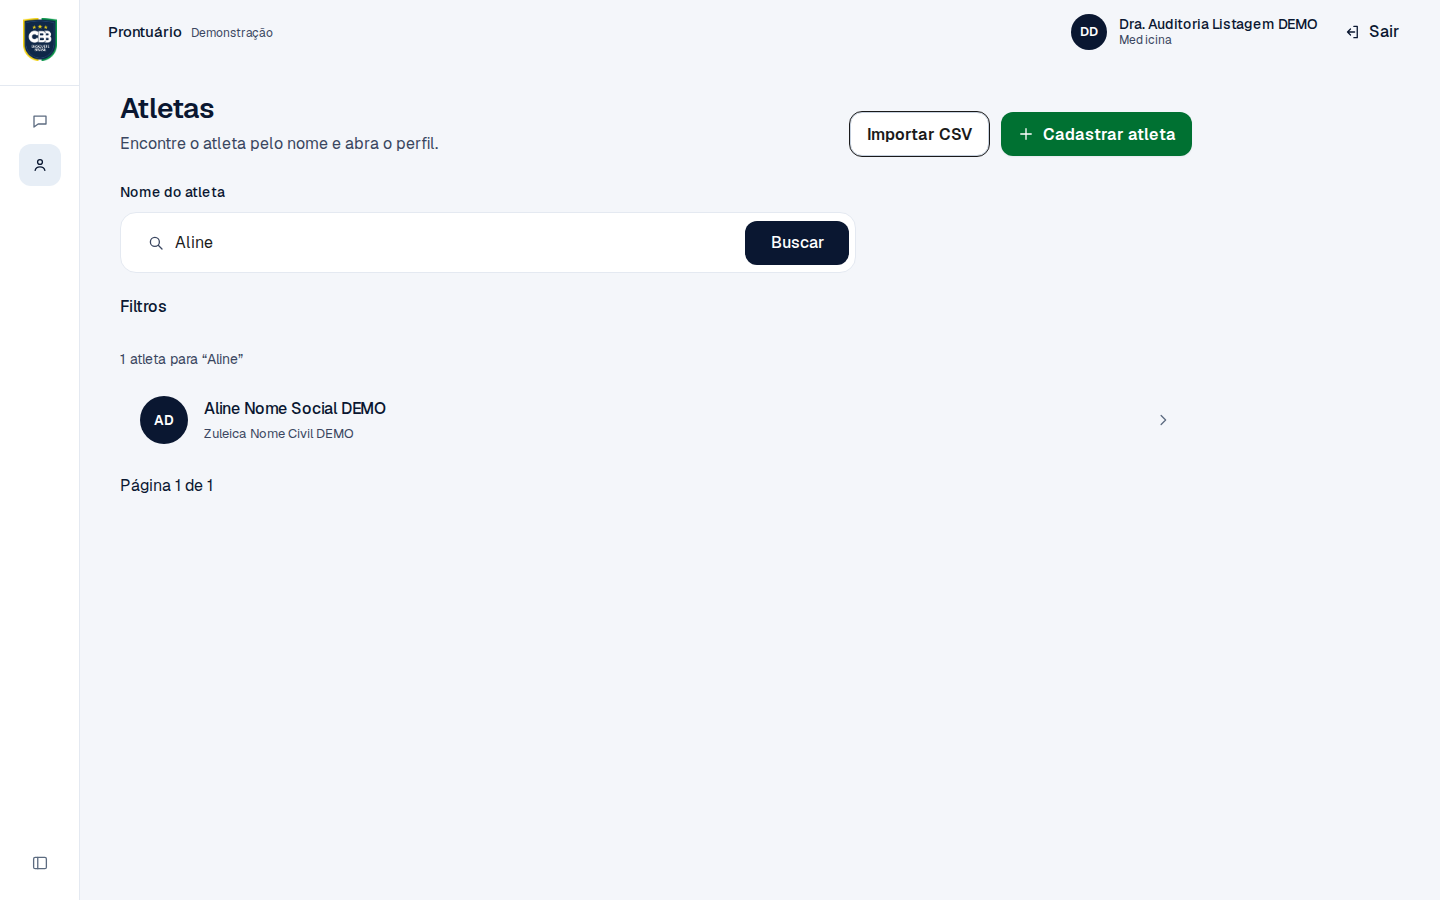 CBB
Prontuário Demonstração
DD
Dra. Auditoria Listagem DEMO
Medicina
Sair
Atletas
Encontre o atleta pelo nome e abra o perfil.
Importar CSV
Cadastrar atleta
Nome do atleta
Aline
Buscar
Filtros
1 atleta para “Aline”
AD
Aline Nome Social DEMO
Zuleica Nome Civil DEMO
Página 1 de 1